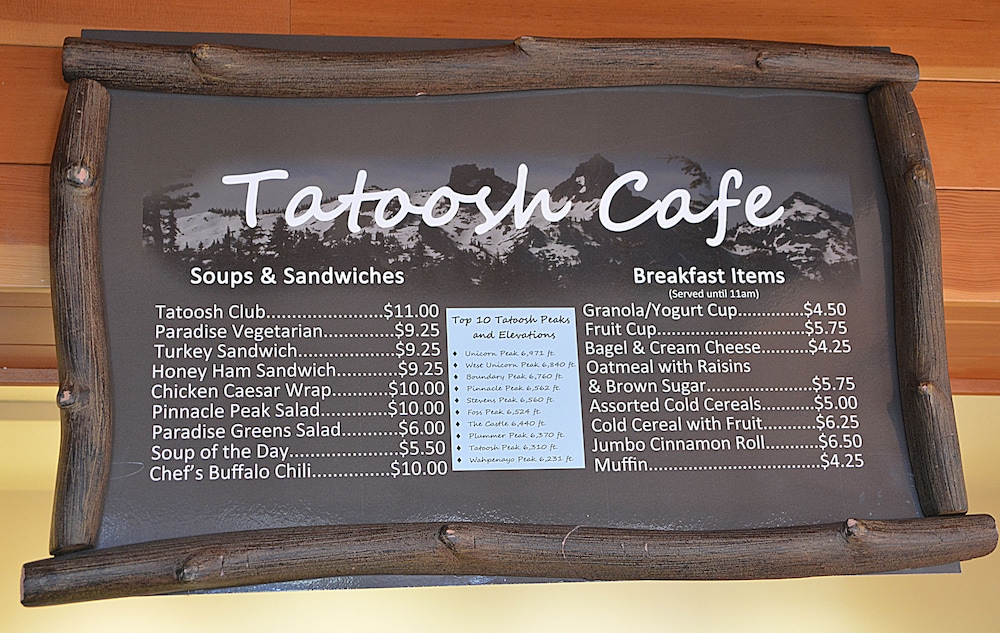 Tatoosh Cafe
Soups & Sandwiches
Tatoosh Club.......................$11.00
Paradise Vegetarian..............$9.25
Turkey Sandwich...................$9.25
Honey Ham Sandwich...........$9.25
Chicken Caesar Wrap...........$10.00
Pinnacle Peak Salad.............$10.00
Paradise Greens Salad...........$6.00
Soup of the Day.....................$5.50
Chef's Buffalo Chili...............$10.00
Top 10 Tatoosh Peaks
and Elevations
♦ Unicorn Peak 6,971 ft.
♦ West Unicorn Peak 6,840 ft.
♦ Boundary Peak 6,760 ft.
♦ Pinnacle Peak 6,562 ft.
♦ Stevens Peak 6,560 ft.
♦ Foss Peak 6,524 ft.
♦ The Castle 6,440 ft.
♦ Plummer Peak 6,370 ft.
♦ Tatoosh Peak 6,310 ft.
♦ Wahpenayo Peak 6,231 ft.
Breakfast Items
(Served until 11am)
Granola/Yogurt Cup.............$4.50
Fruit Cup.............................$5.75
Bagel & Cream Cheese.........$4.25
Oatmeal with Raisins
& Brown Sugar....................$5.75
Assorted Cold Cereals..........$5.00
Cold Cereal with Fruit..........$6.25
Jumbo Cinnamon Roll..........$6.50
Muffin.................................$4.25